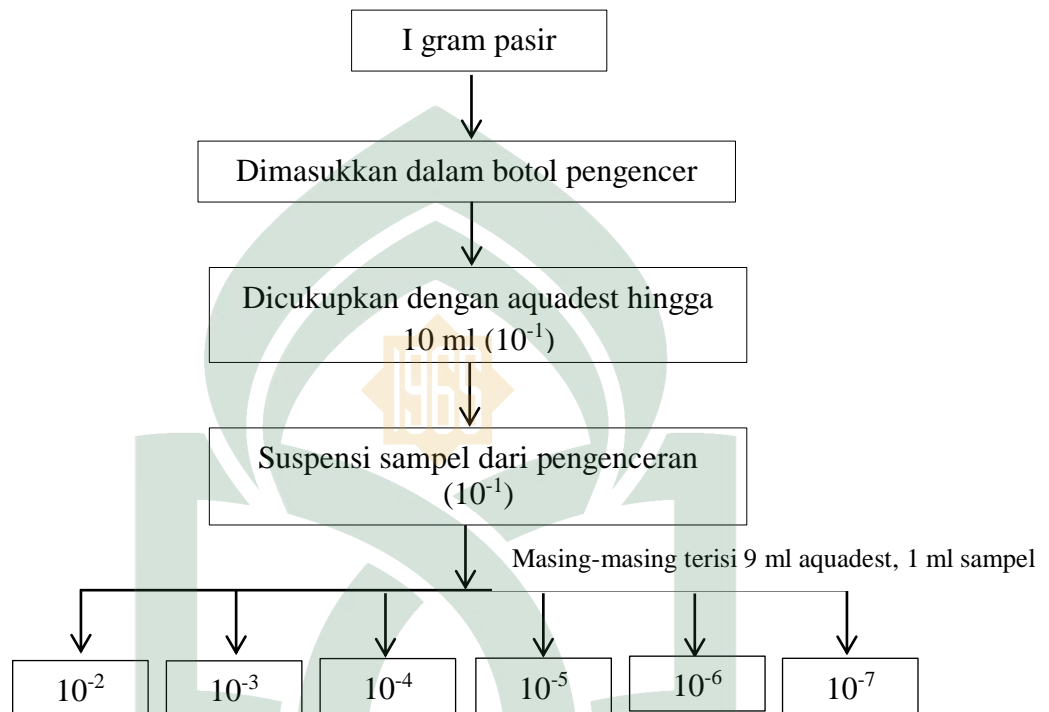 I gram pasir
Dimasukkan dalam botol pengencer
Dicukupkan dengan aquadest hingga
10 ml (10⁻¹)
1965
Suspensi sampel dari pengenceran
(10⁻¹)
Masing-masing terisi 9 ml aquadest, 1 ml sampel
10⁻² 10⁻³ 10⁻⁴ 10⁻⁵ 10⁻⁶ 10⁻⁷